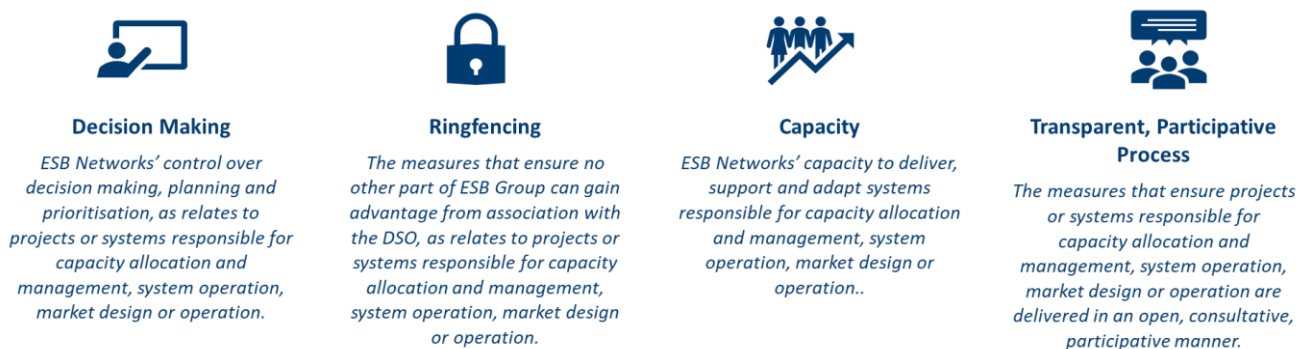 Decision Making
ESB Networks’ control over
decision making, planning and
prioritisation, as relates to
projects or systems responsible for
capacity allocation and
management, system operation,
market design or operation.
Ringfencing
The measures that ensure no
other part of ESB Group can gain
advantage from association with
the DSO, as relates to projects or
systems responsible for capacity
allocation and management,
system operation, market design
or operation.
Capacity
ESB Networks’ capacity to deliver,
support and adapt systems
responsible for capacity allocation
and management, system
operation, market design or
operation..
Transparent, Participative
Process
The measures that ensure projects
or systems responsible for
capacity allocation and
management, system operation,
market design or operation are
delivered in an open, consultative,
participative manner.